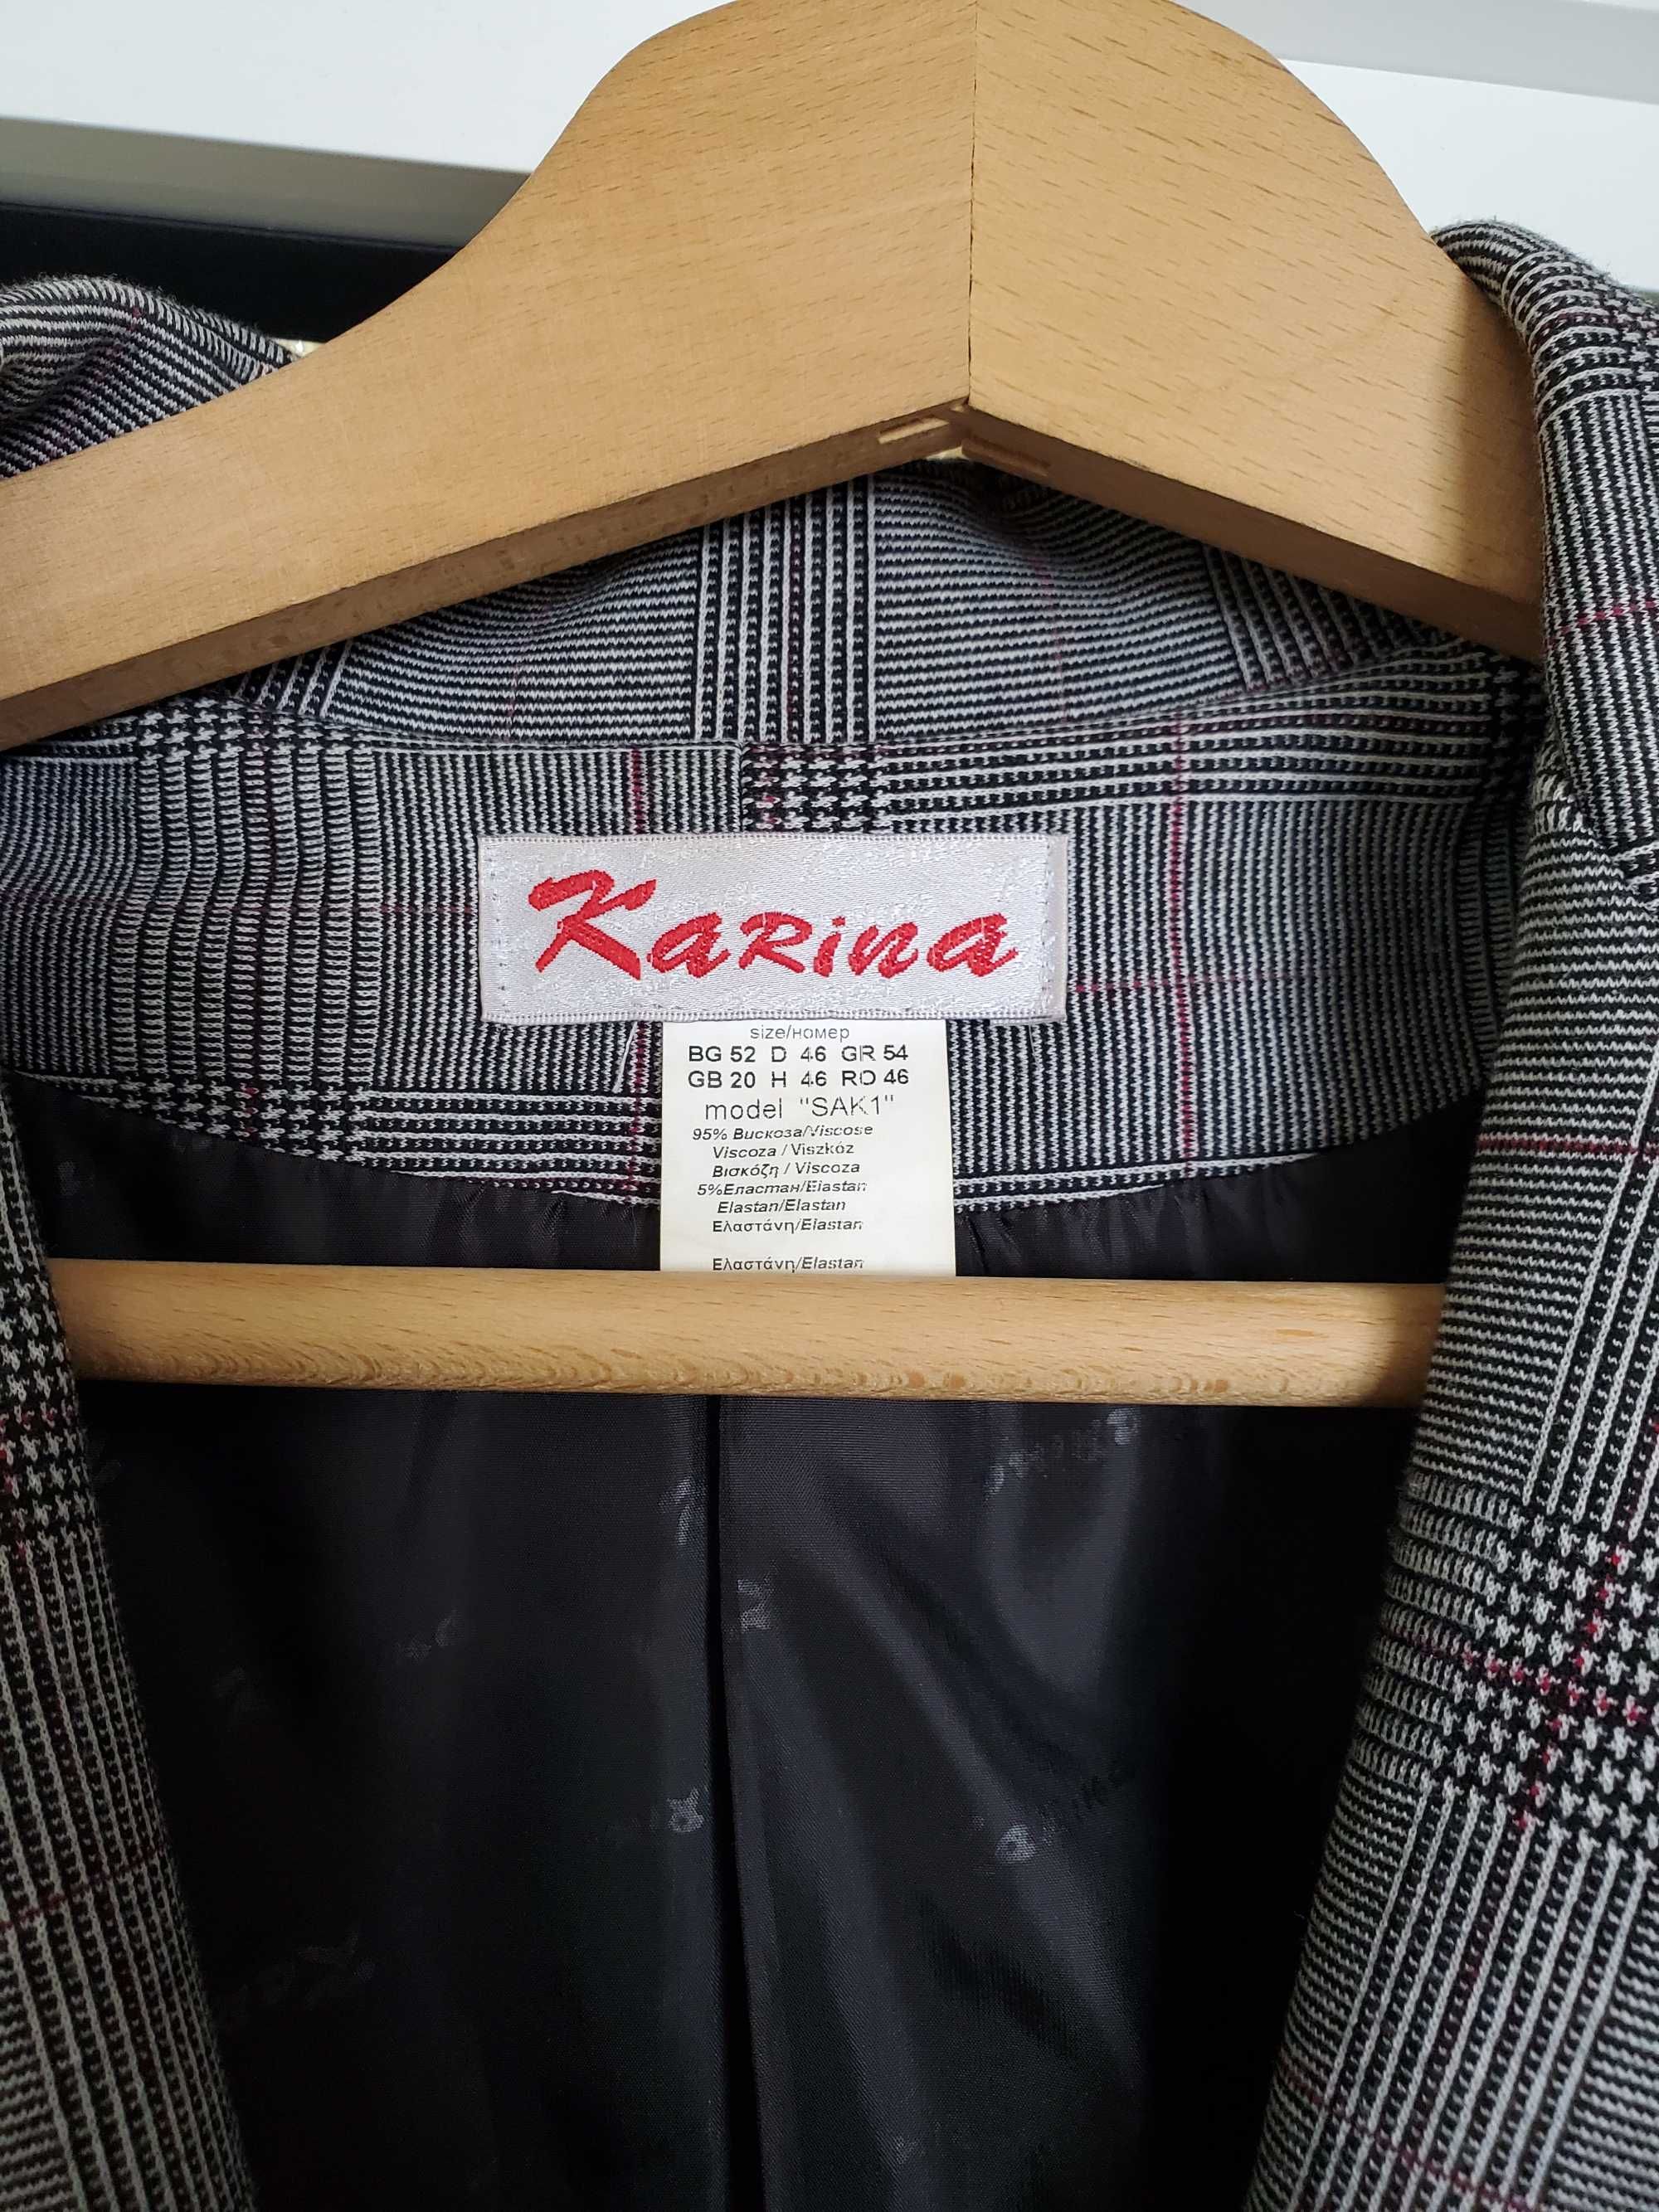 Karina
size/номер
BG 52 D 46 GR 54
GB 20 H 46 RO 46
model "SAK1"
95% Вискоза/Viscose
Viscoza / Viszkóz
Βισκόζη / Viscoza
5%Еластан/Elastan
Elastan/Elastan
Ελαστάνη/Elastan
Ελαστάνη/Elastan